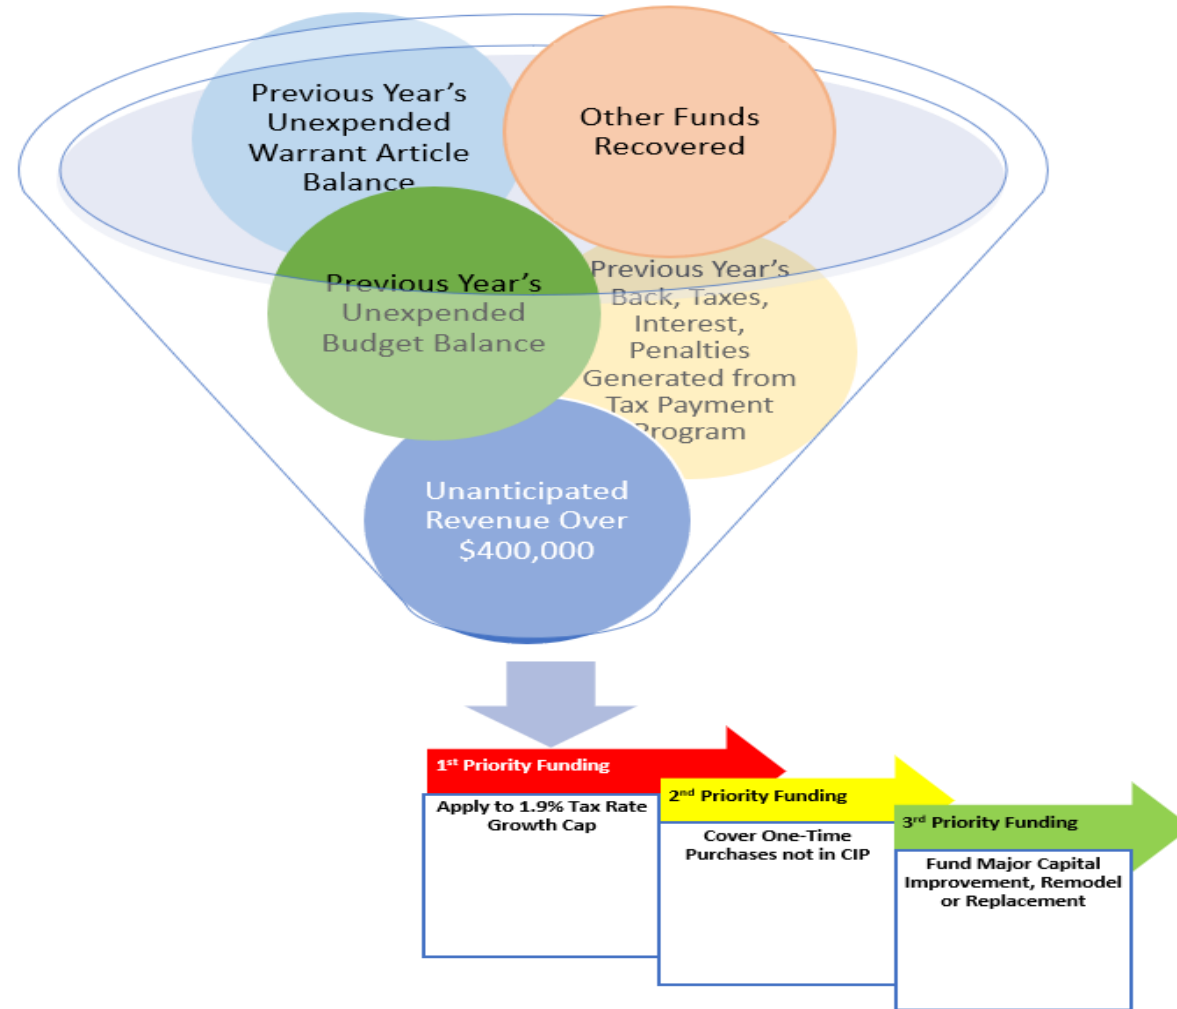 Previous Year's
Unexpended
Warrant Article
Balance
Other Funds
Recovered
Previous Year's
Unexpended
Budget Balance
Previous Year's
Back, Taxes,
Interest,
Penalties
Generated from
Tax Payment
Program
Unanticipated
Revenue Over
$400,000
1st Priority Funding
Apply to 1.9% Tax Rate
Growth Cap
2nd Priority Funding
Cover One-Time
Purchases not in CIP
3rd Priority Funding
Fund Major Capital
Improvement, Remodel
or Replacement